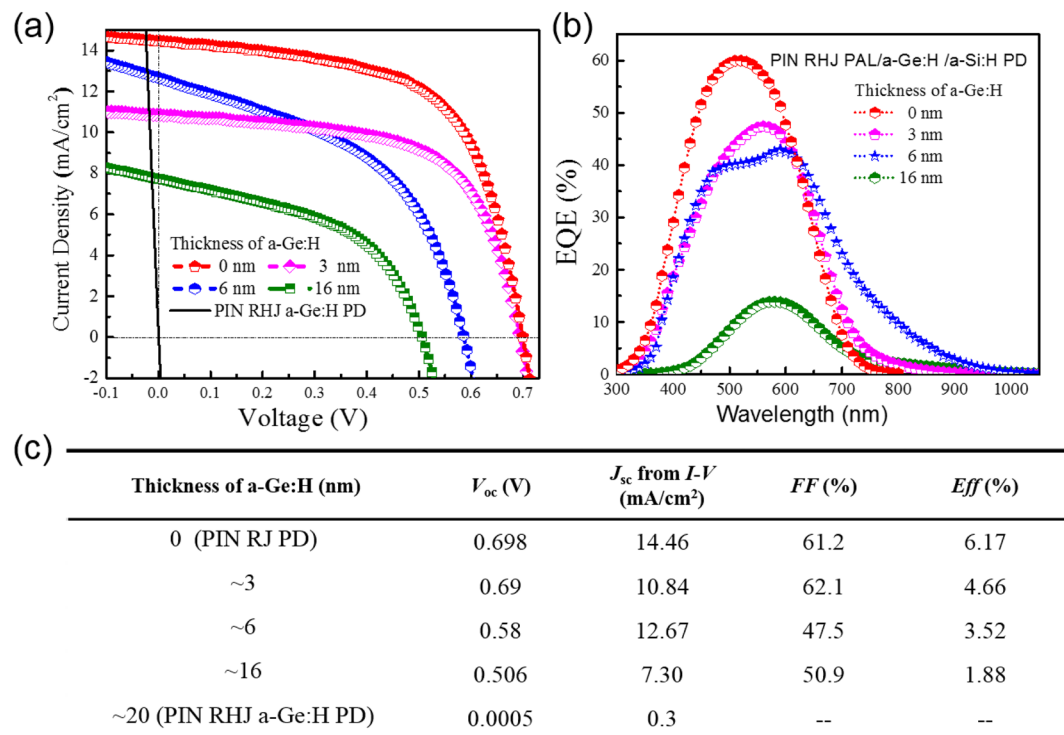 (a)
14
12
10
8
6
4
2
0
-2
Current Density (mA/cm²)
Thickness of a-Ge:H
0 nm 3 nm
6 nm 16 nm
PIN RHJ a-Ge:H PD
-0.1 0.0 0.1 0.2 0.3 0.4 0.5 0.6 0.7
Voltage (V)
(b)
60
50
40
30
20
10
0
EQE (%)
PIN RHJ PAL/a-Ge:H /a-Si:H PD
Thickness of a-Ge:H
0 nm
3 nm
6 nm
16 nm
300 400 500 600 700 800 900 1000
Wavelength (nm)
(c)
Thickness of a-Ge:H (nm) Voc (V) Jsc from I-V (mA/cm²) FF (%) Eff (%)
0 (PIN RJ PD) 0.698 14.46 61.2 6.17
~3 0.69 10.84 62.1 4.66
~6 0.58 12.67 47.5 3.52
~16 0.506 7.30 50.9 1.88
~20 (PIN RHJ a-Ge:H PD) 0.0005 0.3 -- --